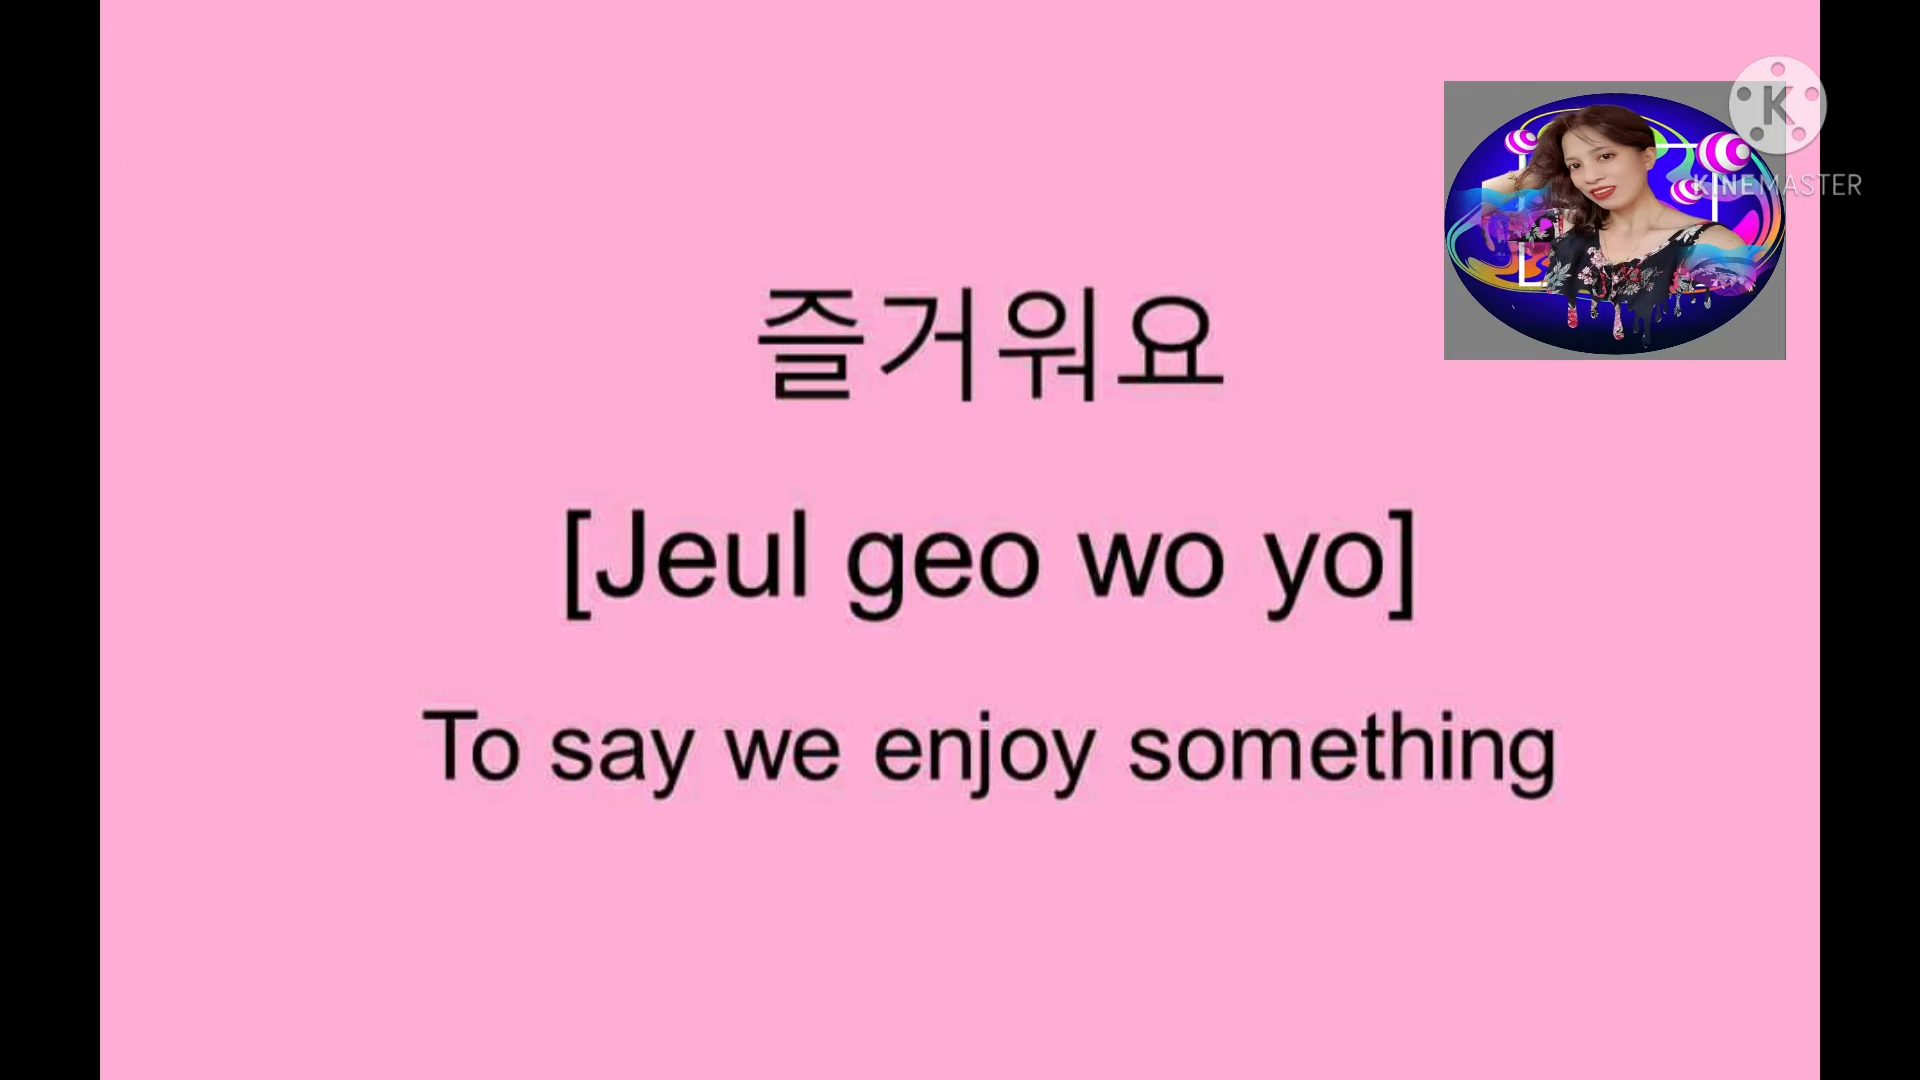 즐거워요
[Jeul geo wo yo]
To say we enjoy something
K
KINEMASTER